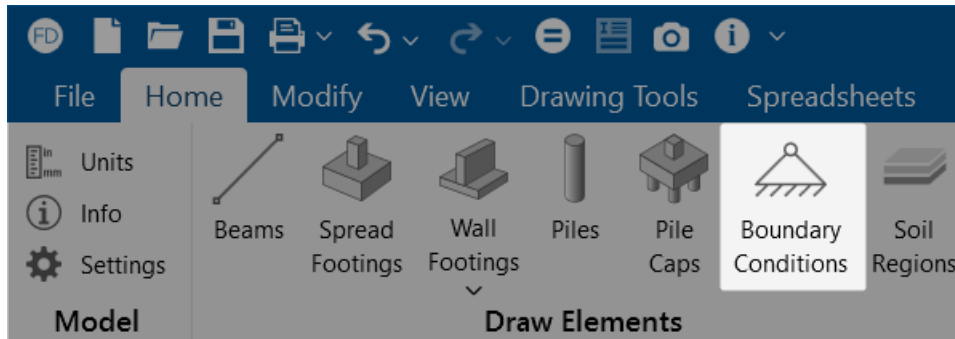 FD
File Home Modify View Drawing Tools Spreadsheets
in
mm Units
Info
Settings
Model
Beams
Spread
Footings
Wall
Footings
Piles
Pile
Caps
Boundary
Conditions
Soil
Regions
Draw Elements